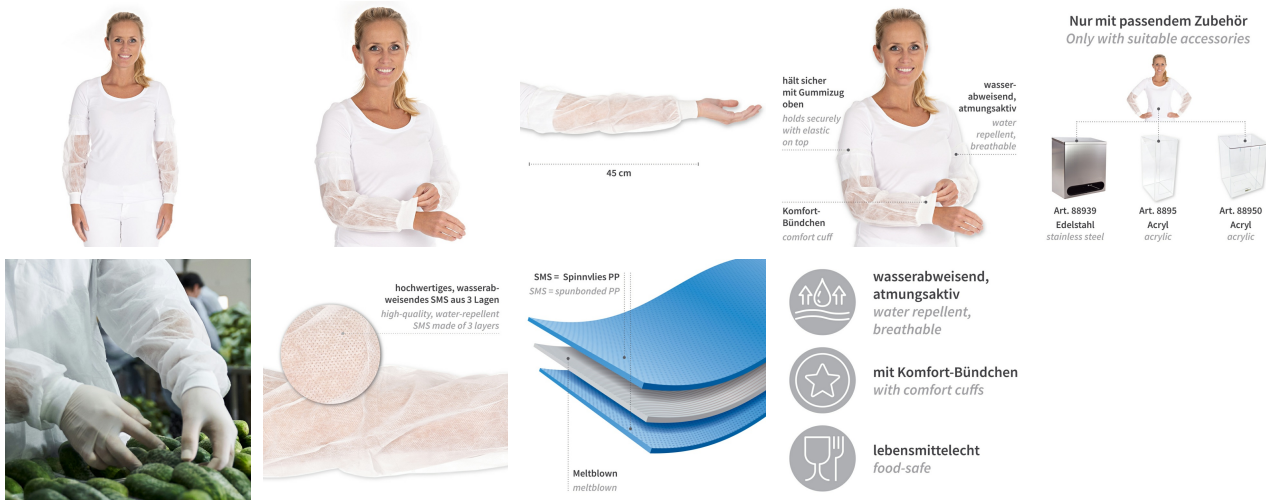 45 cm
hält sicher
mit Gummizug
oben
holds securely
with elastic
on top
wasser-
abweisend,
atmungsaktiv
water
repellent,
breathable
Komfort-
Bündchen
comfort cuff
Nur mit passendem Zubehör
Only with suitable accessories
Art. 88939
Edelstahl
stainless steel
Art. 8895
Acryl
acrylic
Art. 88950
Acryl
acrylic
hochwertiges, wasserab-
weisendes SMS aus 3 Lagen
high-quality, water-repellent
SMS made of 3 layers
SMS = Spinnvlies PP
SMS = spunbonded PP
Meltblown
meltblown
wasserabweisend,
atmungsaktiv
water repellent,
breathable
mit Komfort-Bündchen
with comfort cuffs
lebensmittelecht
food-safe